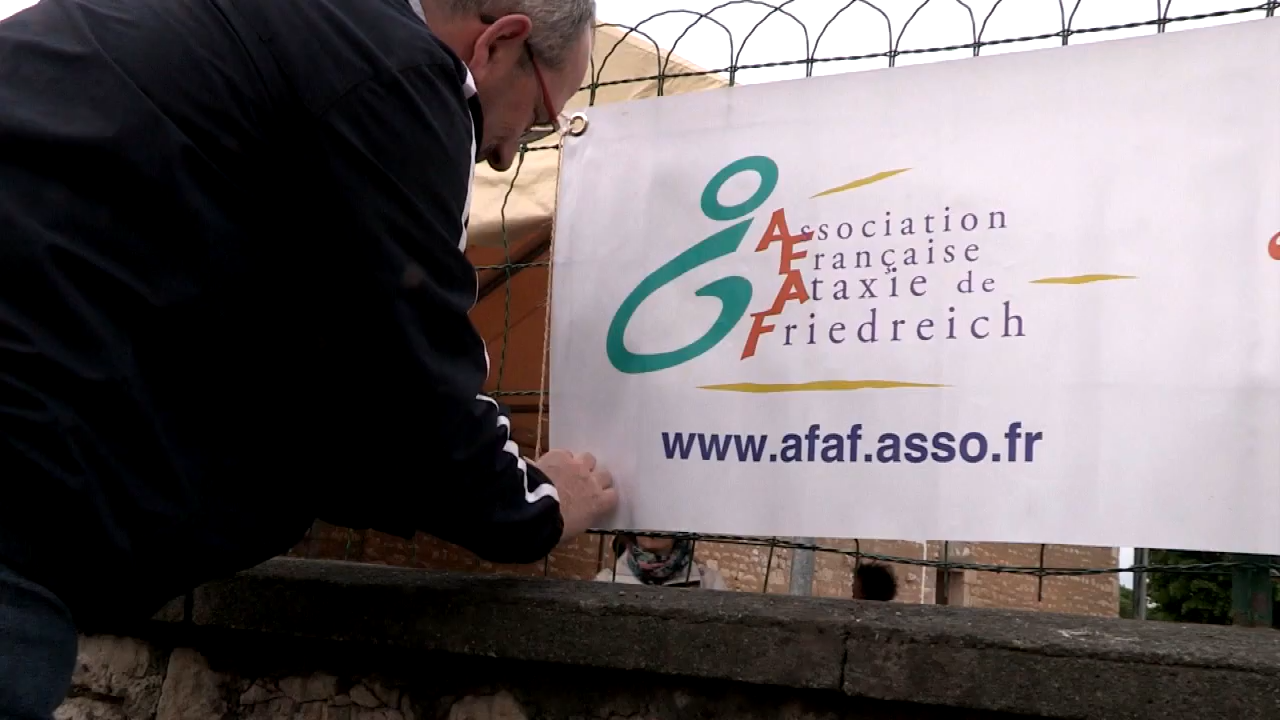 Association
Française
Ataxie de
Friedreich
www.afaf.asso.fr